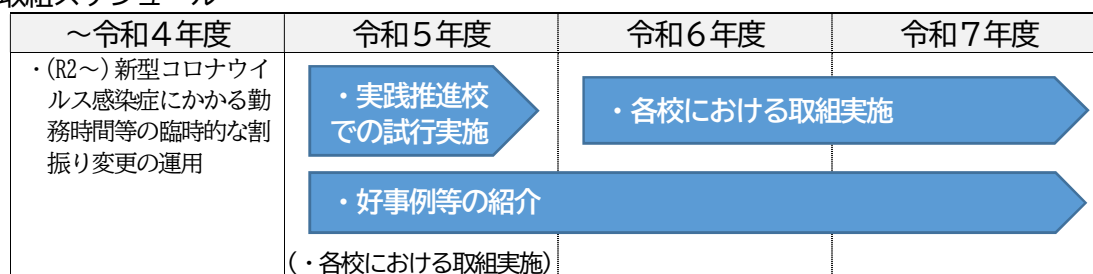 取組スケジュール
～令和４年度
令和５年度
令和６年度
令和７年度
・(R2～)新型コロナウイ
ルス感染症にかかる勤
務時間等の臨時的な割
振り変更の運用
・実践推進校
での試行実施
・各校における取組実施
・好事例等の紹介
(・各校における取組実施)